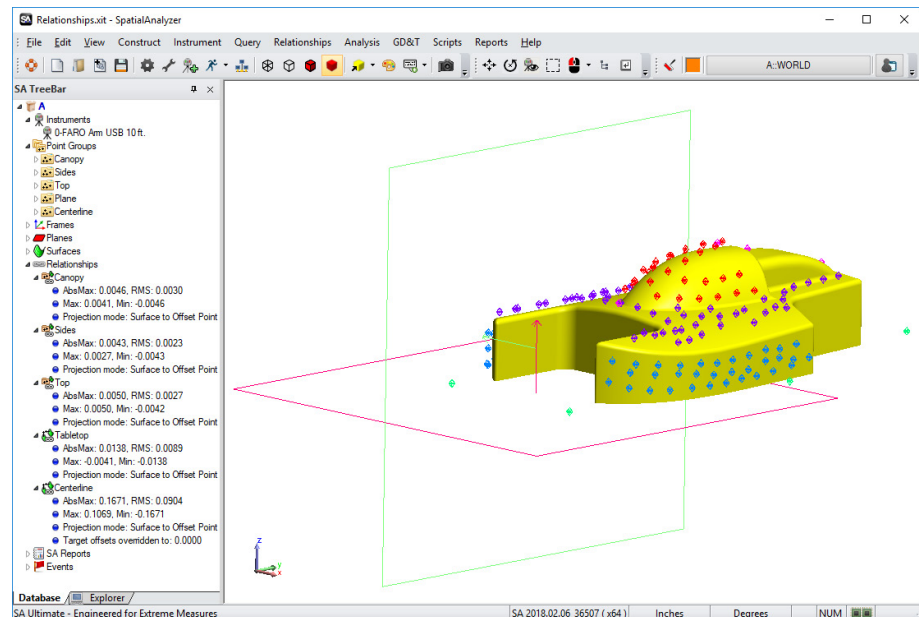 Relationships.xit - SpatialAnalyzer
File Edit View Construct Instrument Query Relationships Analysis GD&T Scripts Reports Help
A::WORLD
SA TreeBar
A
Instruments
0-FARO Arm USB 10 ft.
Point Groups
Canopy
Sides
Top
Plane
Centerline
Frames
Planes
Surfaces
Relationships
Canopy
AbsMax: 0.0046, RMS: 0.0030
Max: 0.0041, Min: -0.0046
Projection mode: Surface to Offset Point
Sides
AbsMax: 0.0043, RMS: 0.0023
Max: 0.0027, Min: -0.0043
Projection mode: Surface to Offset Point
Top
AbsMax: 0.0050, RMS: 0.0027
Max: 0.0050, Min: -0.0042
Projection mode: Surface to Offset Point
Tabletop
AbsMax: 0.0138, RMS: 0.0089
Max: -0.0041, Min: -0.0138
Projection mode: Surface to Offset Point
Centerline
AbsMax: 0.1671, RMS: 0.0904
Max: 0.1069, Min: -0.1671
Projection mode: Surface to Offset Point
Target offsets overridden to: 0.0000
SA Reports
Events
Z
Y
X
Database Explorer
SA Ultimate - Engineered for Extreme Measures SA 2018.02.06_36507 (x64) Inches Degrees NUM